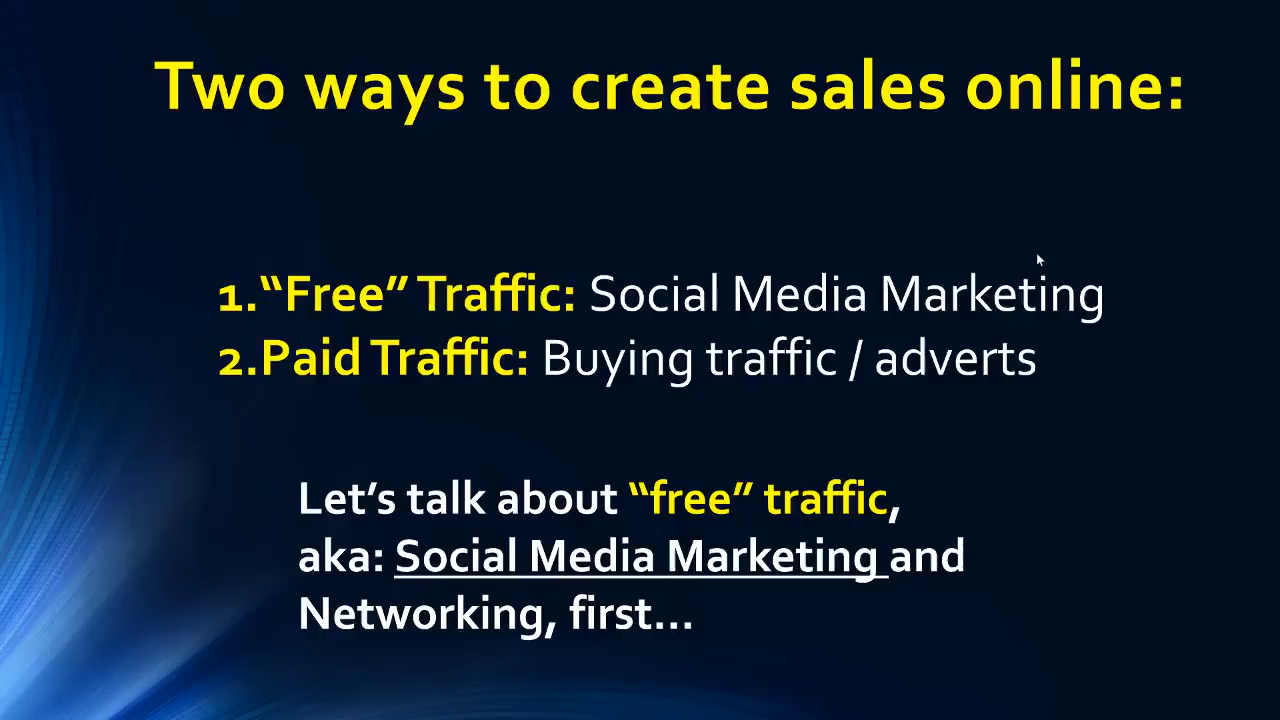 Two ways to create sales online:
1.“Free” Traffic: Social Media Marketing
2.Paid Traffic: Buying traffic / adverts
Let’s talk about “free” traffic,
aka: Social Media Marketing and
Networking, first...